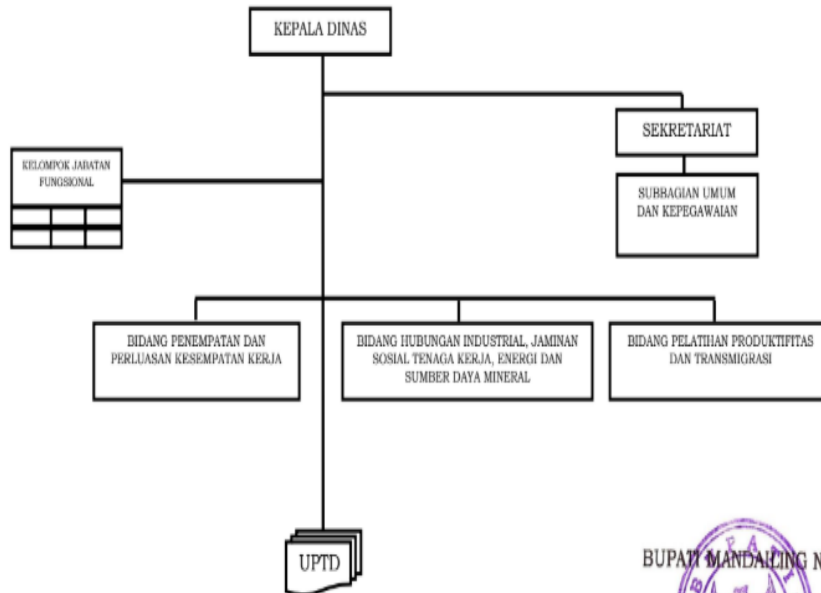 KEPALA DINAS
SEKRETARIAT
KELOMPOK JABATAN
FUNGSIONAL
SUBBAGIAN UMUM
DAN KEPEGAWAIAN
BIDANG PENEMPATAN DAN
PERLUASAN KESEMPATAN KERJA
BIDANG HUBUNGAN INDUSTRIAL, JAMINAN
SOSIAL TENAGA KERJA, ENERGI DAN
SUMBER DAYA MINERAL
BIDANG PELATIHAN PRODUKTIFITAS
DAN TRANSMIGRASI
UPTD
BUPATI MANDAILING N
BUPATI